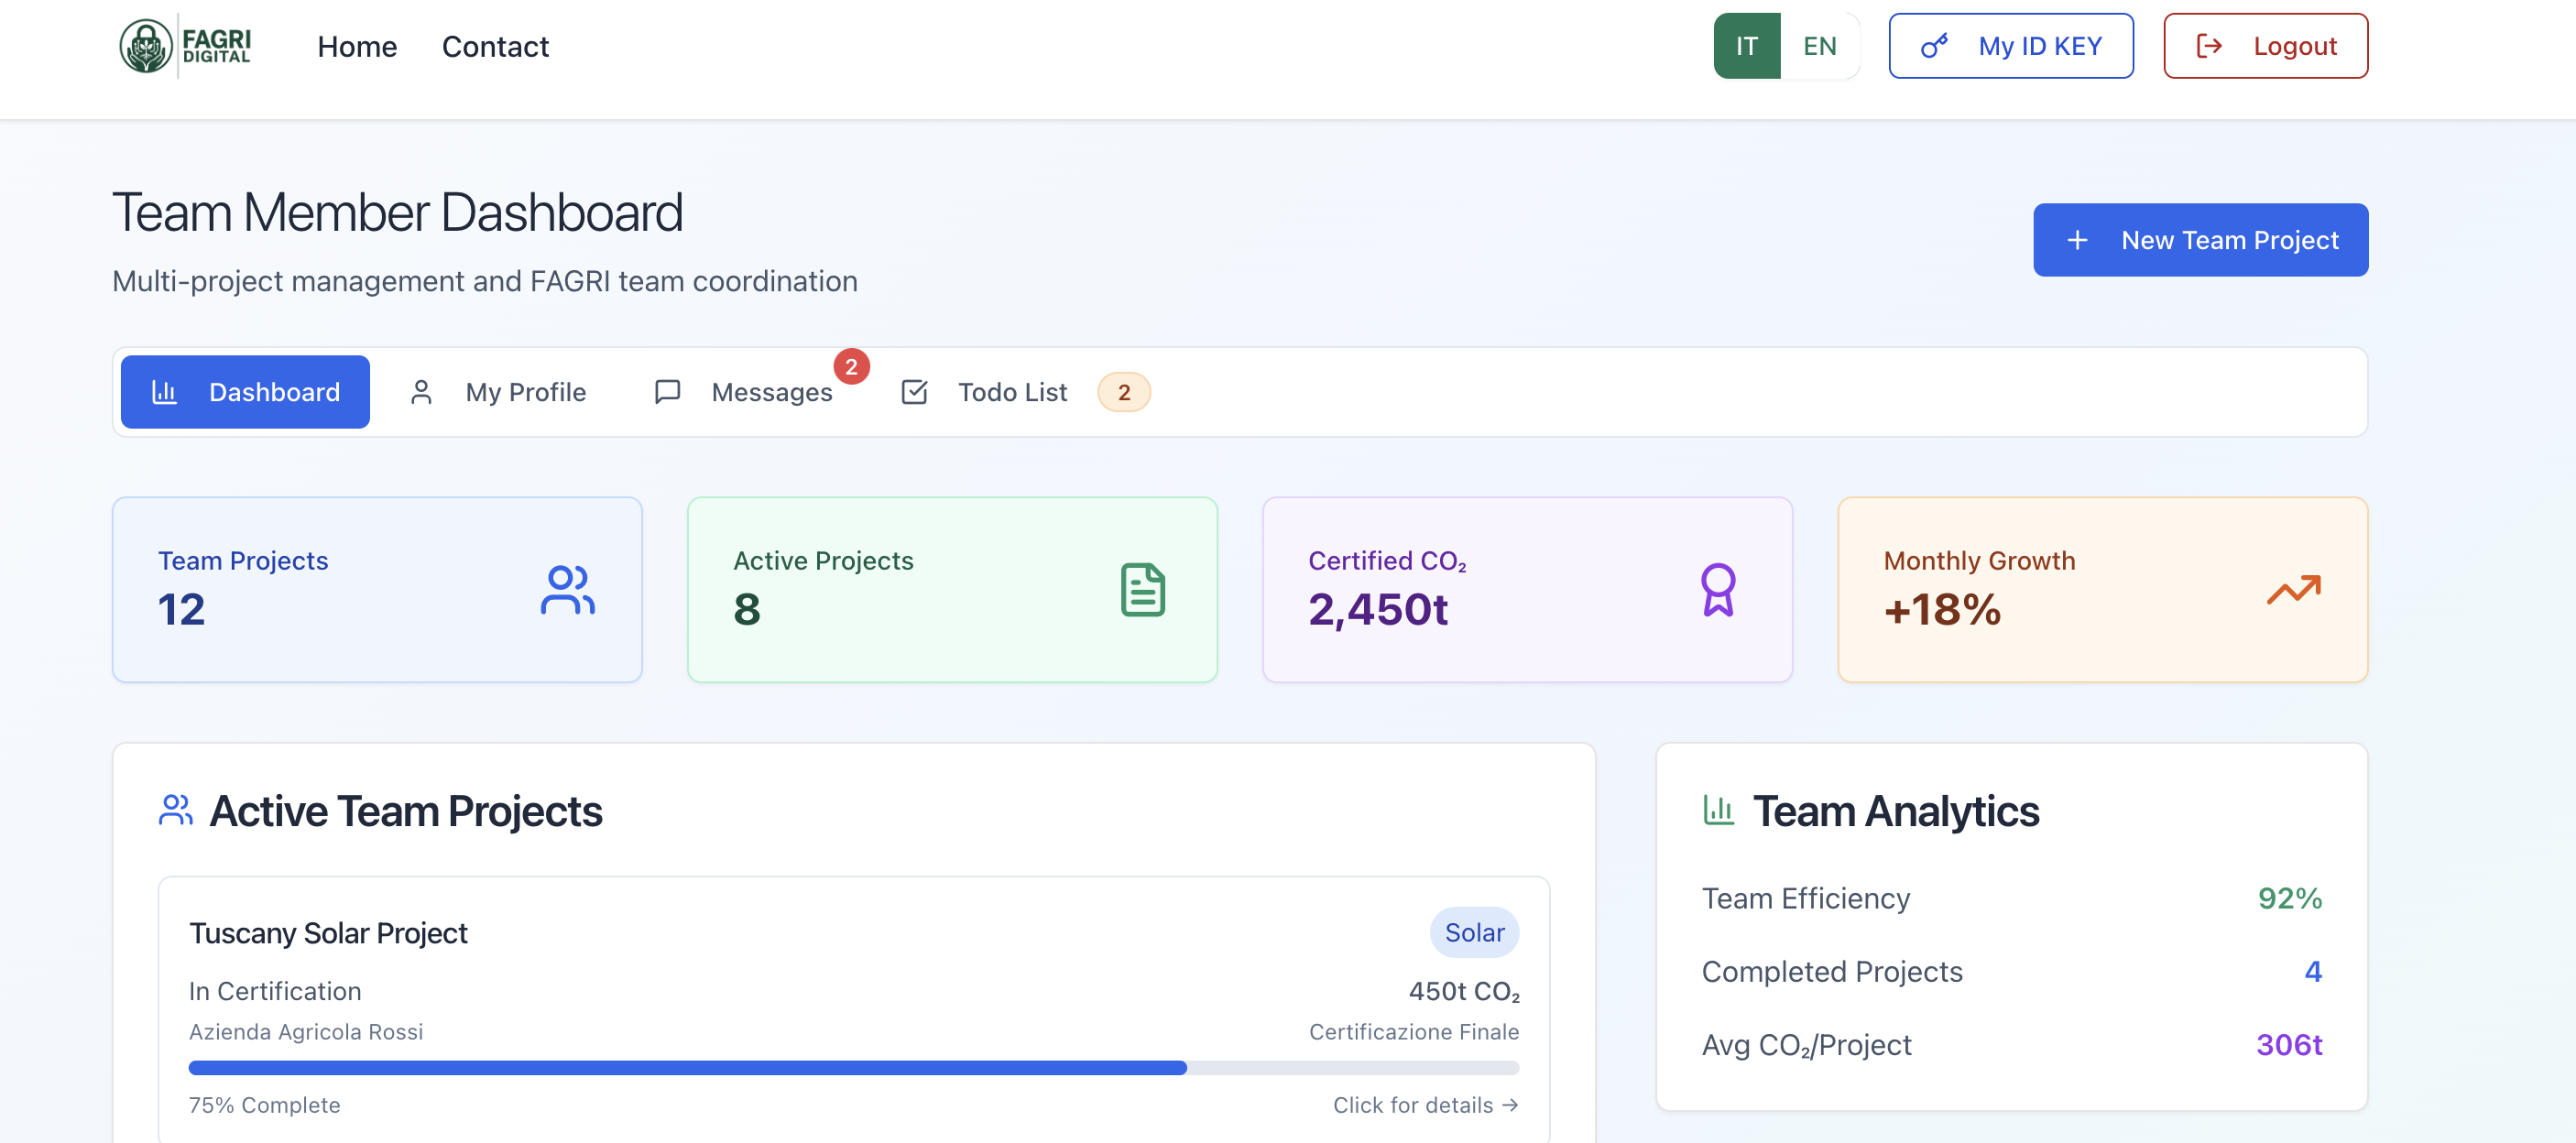 FAGRI
DIGITAL
Home
Contact
IT
EN
My ID KEY
Logout
Team Member Dashboard
Multi-project management and FAGRI team coordination
+ New Team Project
Dashboard
My Profile
Messages
2
Todo List
2
Team Projects
12
Active Projects
8
Certified CO₂
2,450t
Monthly Growth
+18%
Active Team Projects
Tuscany Solar Project
Solar
In Certification
450t CO₂
Azienda Agricola Rossi
Certificazione Finale
75% Complete
Click for details →
Team Analytics
Team Efficiency
92%
Completed Projects
4
Avg CO₂/Project
306t